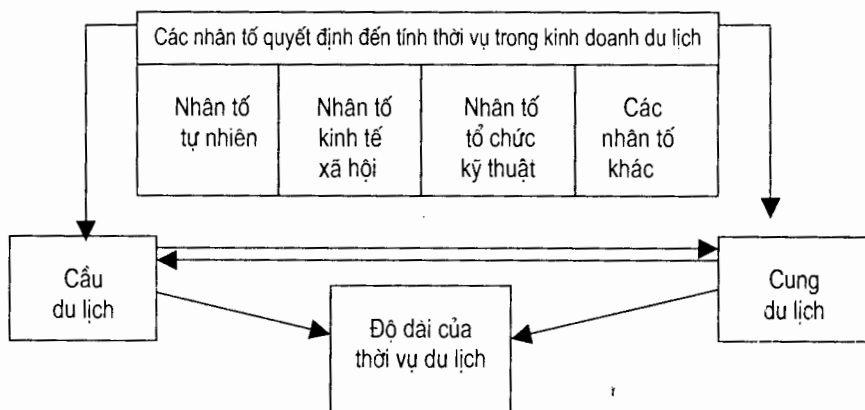 Các nhân tố quyết định đến tính thời vụ trong kinh doanh du lịch
Nhân tố
tự nhiên
Nhân tố
kinh tế
xã hội
Nhân tố
tổ chức
kỹ thuật
Các
nhân tố
khác
Cầu
du lịch
Cung
du lịch
Độ dài của
thời vụ du lịch